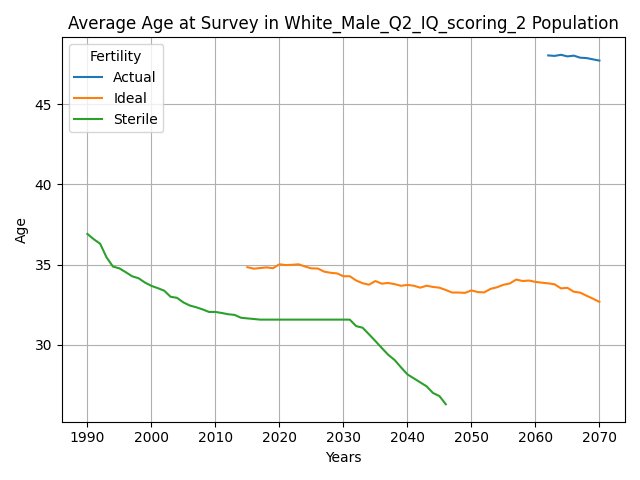 Average Age at Survey in White_Male_Q2_IQ_scoring_2 Population
Fertility
Actual
Ideal
Sterile
45
40
35
30
Age
1990 2000 2010 2020 2030 2040 2050 2060 2070
Years